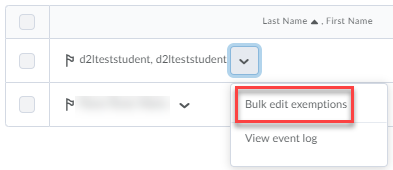 Last Name ▲ , First Name
d2lteststudent, d2lteststudent
Bulk edit exemptions
View event log